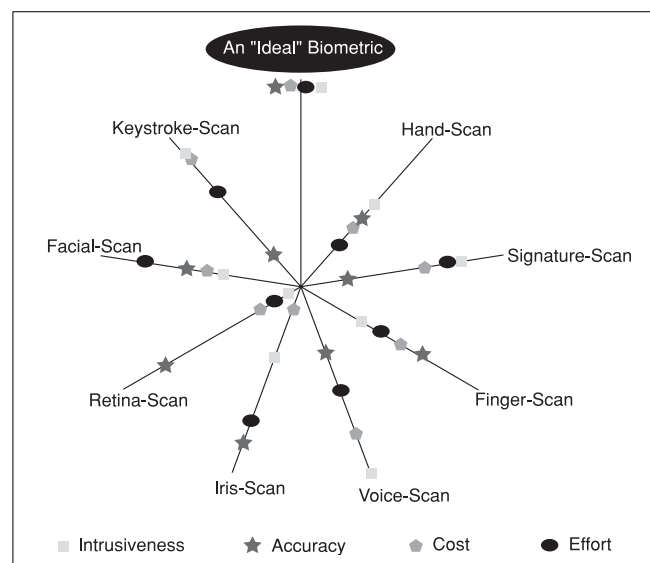 An "Ideal" Biometric
Keystroke-Scan
Hand-Scan
Facial-Scan
Signature-Scan
Retina-Scan
Finger-Scan
Iris-Scan
Voice-Scan
Intrusiveness
Accuracy
Cost
Effort